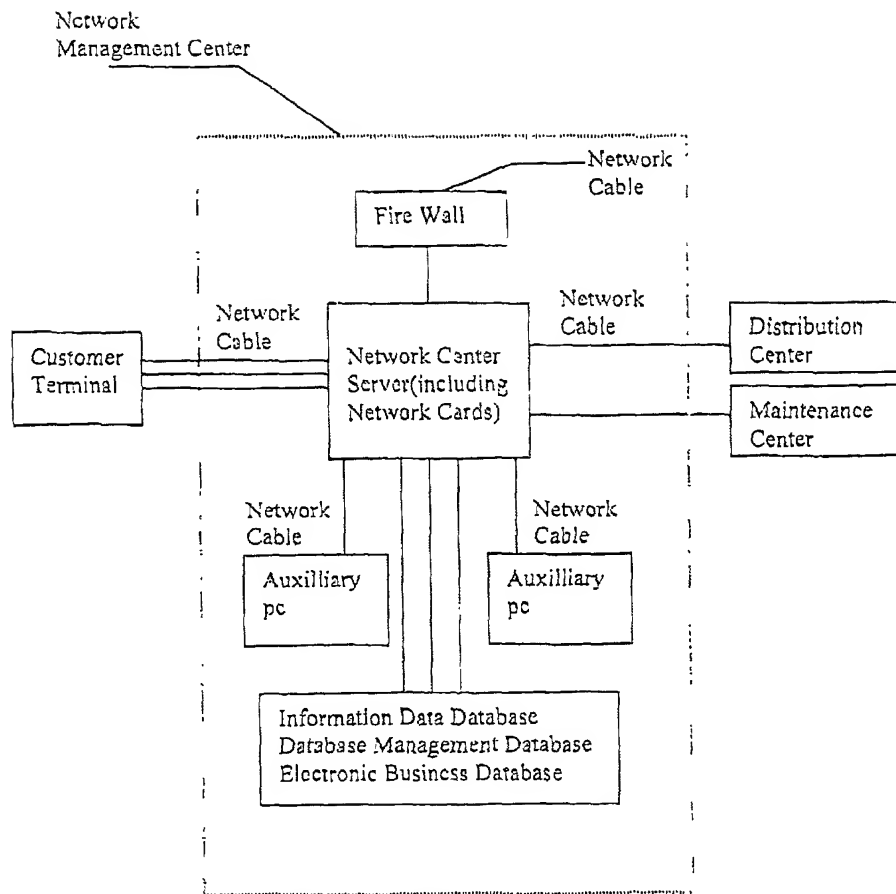 Network
Management Center
Network
Cable
Fire Wall
Network
Cable
Network
Cable
Customer
Terminal
Network Center
Server(including
Network Cards)
Distribution
Center
Maintenance
Center
Network
Cable
Network
Cable
Auxilliary
pc
Auxilliary
pc
Information Data Database
Database Management Database
Electronic Business Database